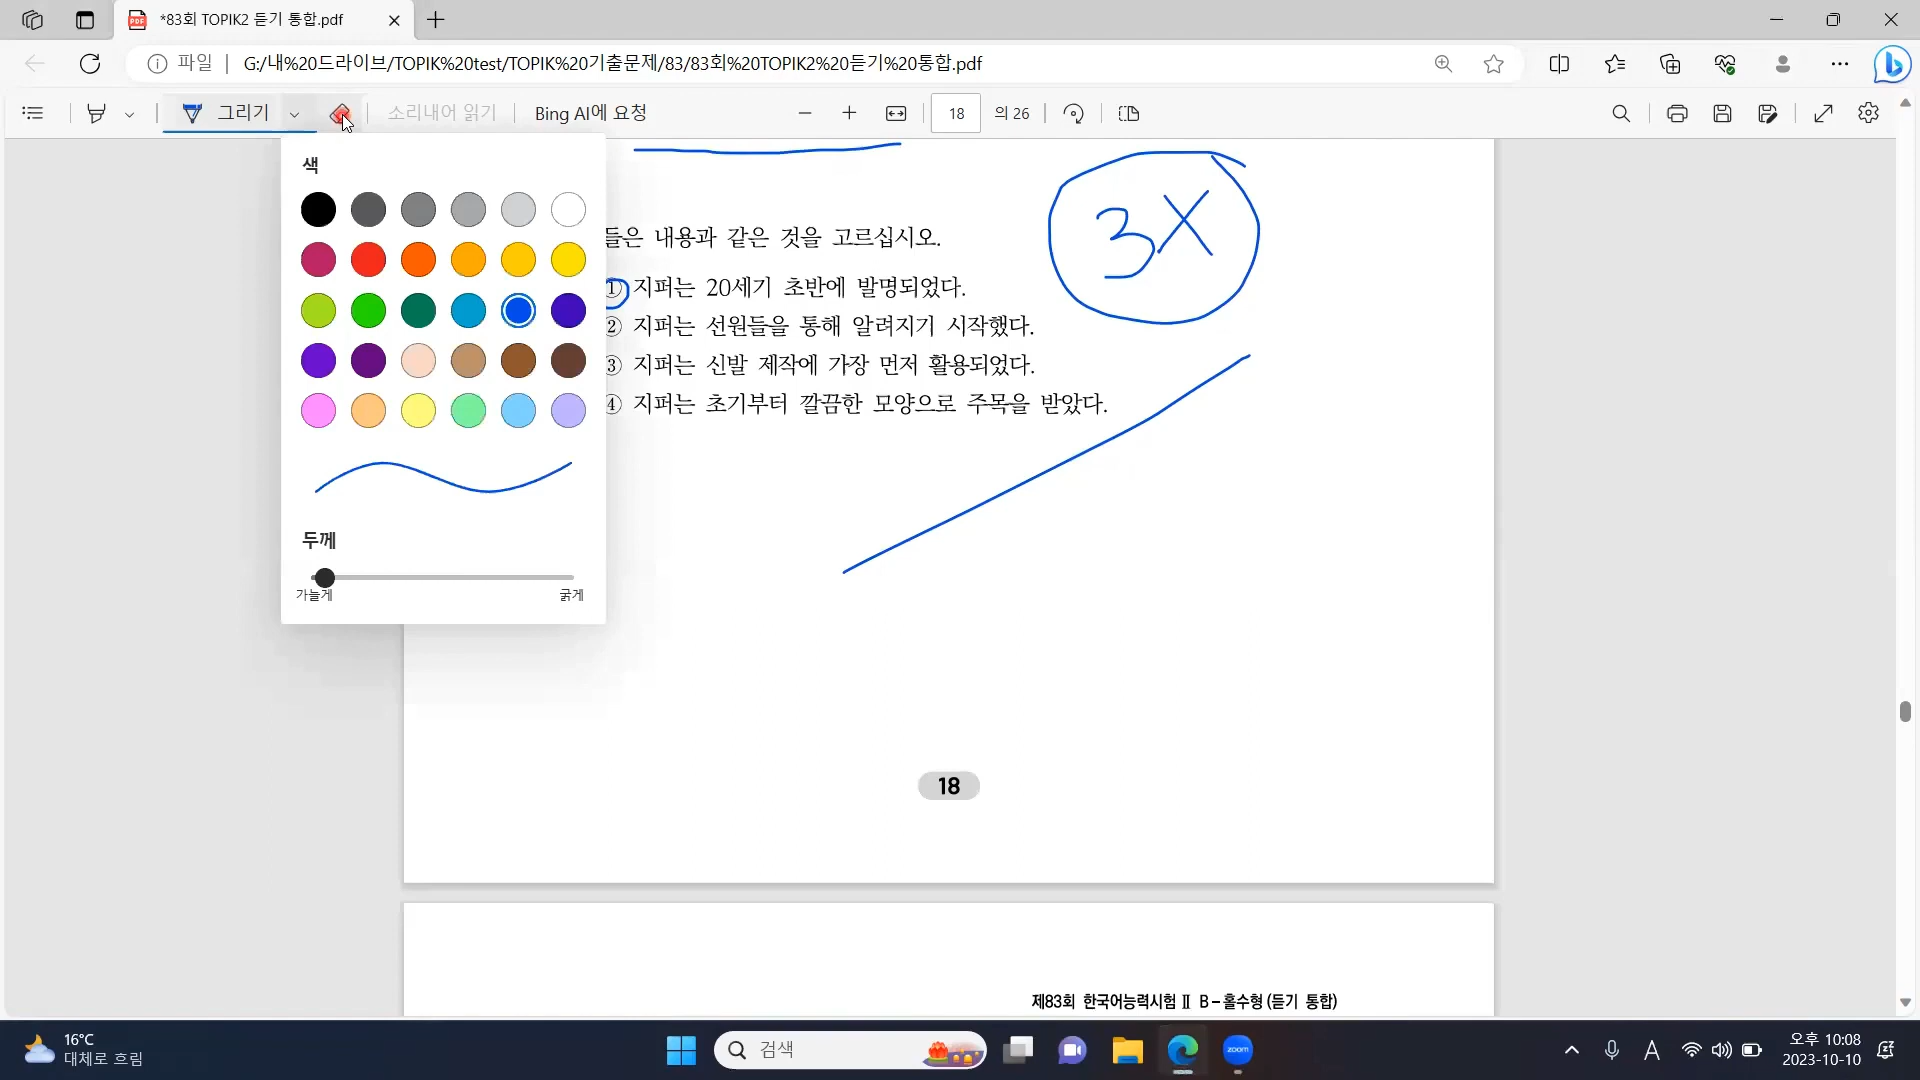 *83회 TOPIK2 듣기 통합.pdf
파일 G:/내%20드라이브/TOPIK%20test/TOPIK%20기출문제/83/83회%20TOPIK2%20듣기%20통합.pdf
그리기 소리내어 읽기 Bing AI에 요청 18 의 26
색
두께
가늘게 굵게
3X
들은 내용과 같은 것을 고르십시오.
① 지퍼는 20세기 초반에 발명되었다.
② 지퍼는 선원들을 통해 알려지기 시작했다.
③ 지퍼는 신발 제작에 가장 먼저 활용되었다.
④ 지퍼는 초기부터 깔끔한 모양으로 주목을 받았다.
18
제83회 한국어능력시험 Ⅱ B-홀수형(듣기 통합)
16°C
대체로 흐림
검색
zoom
A
오후 10:08
2023-10-10